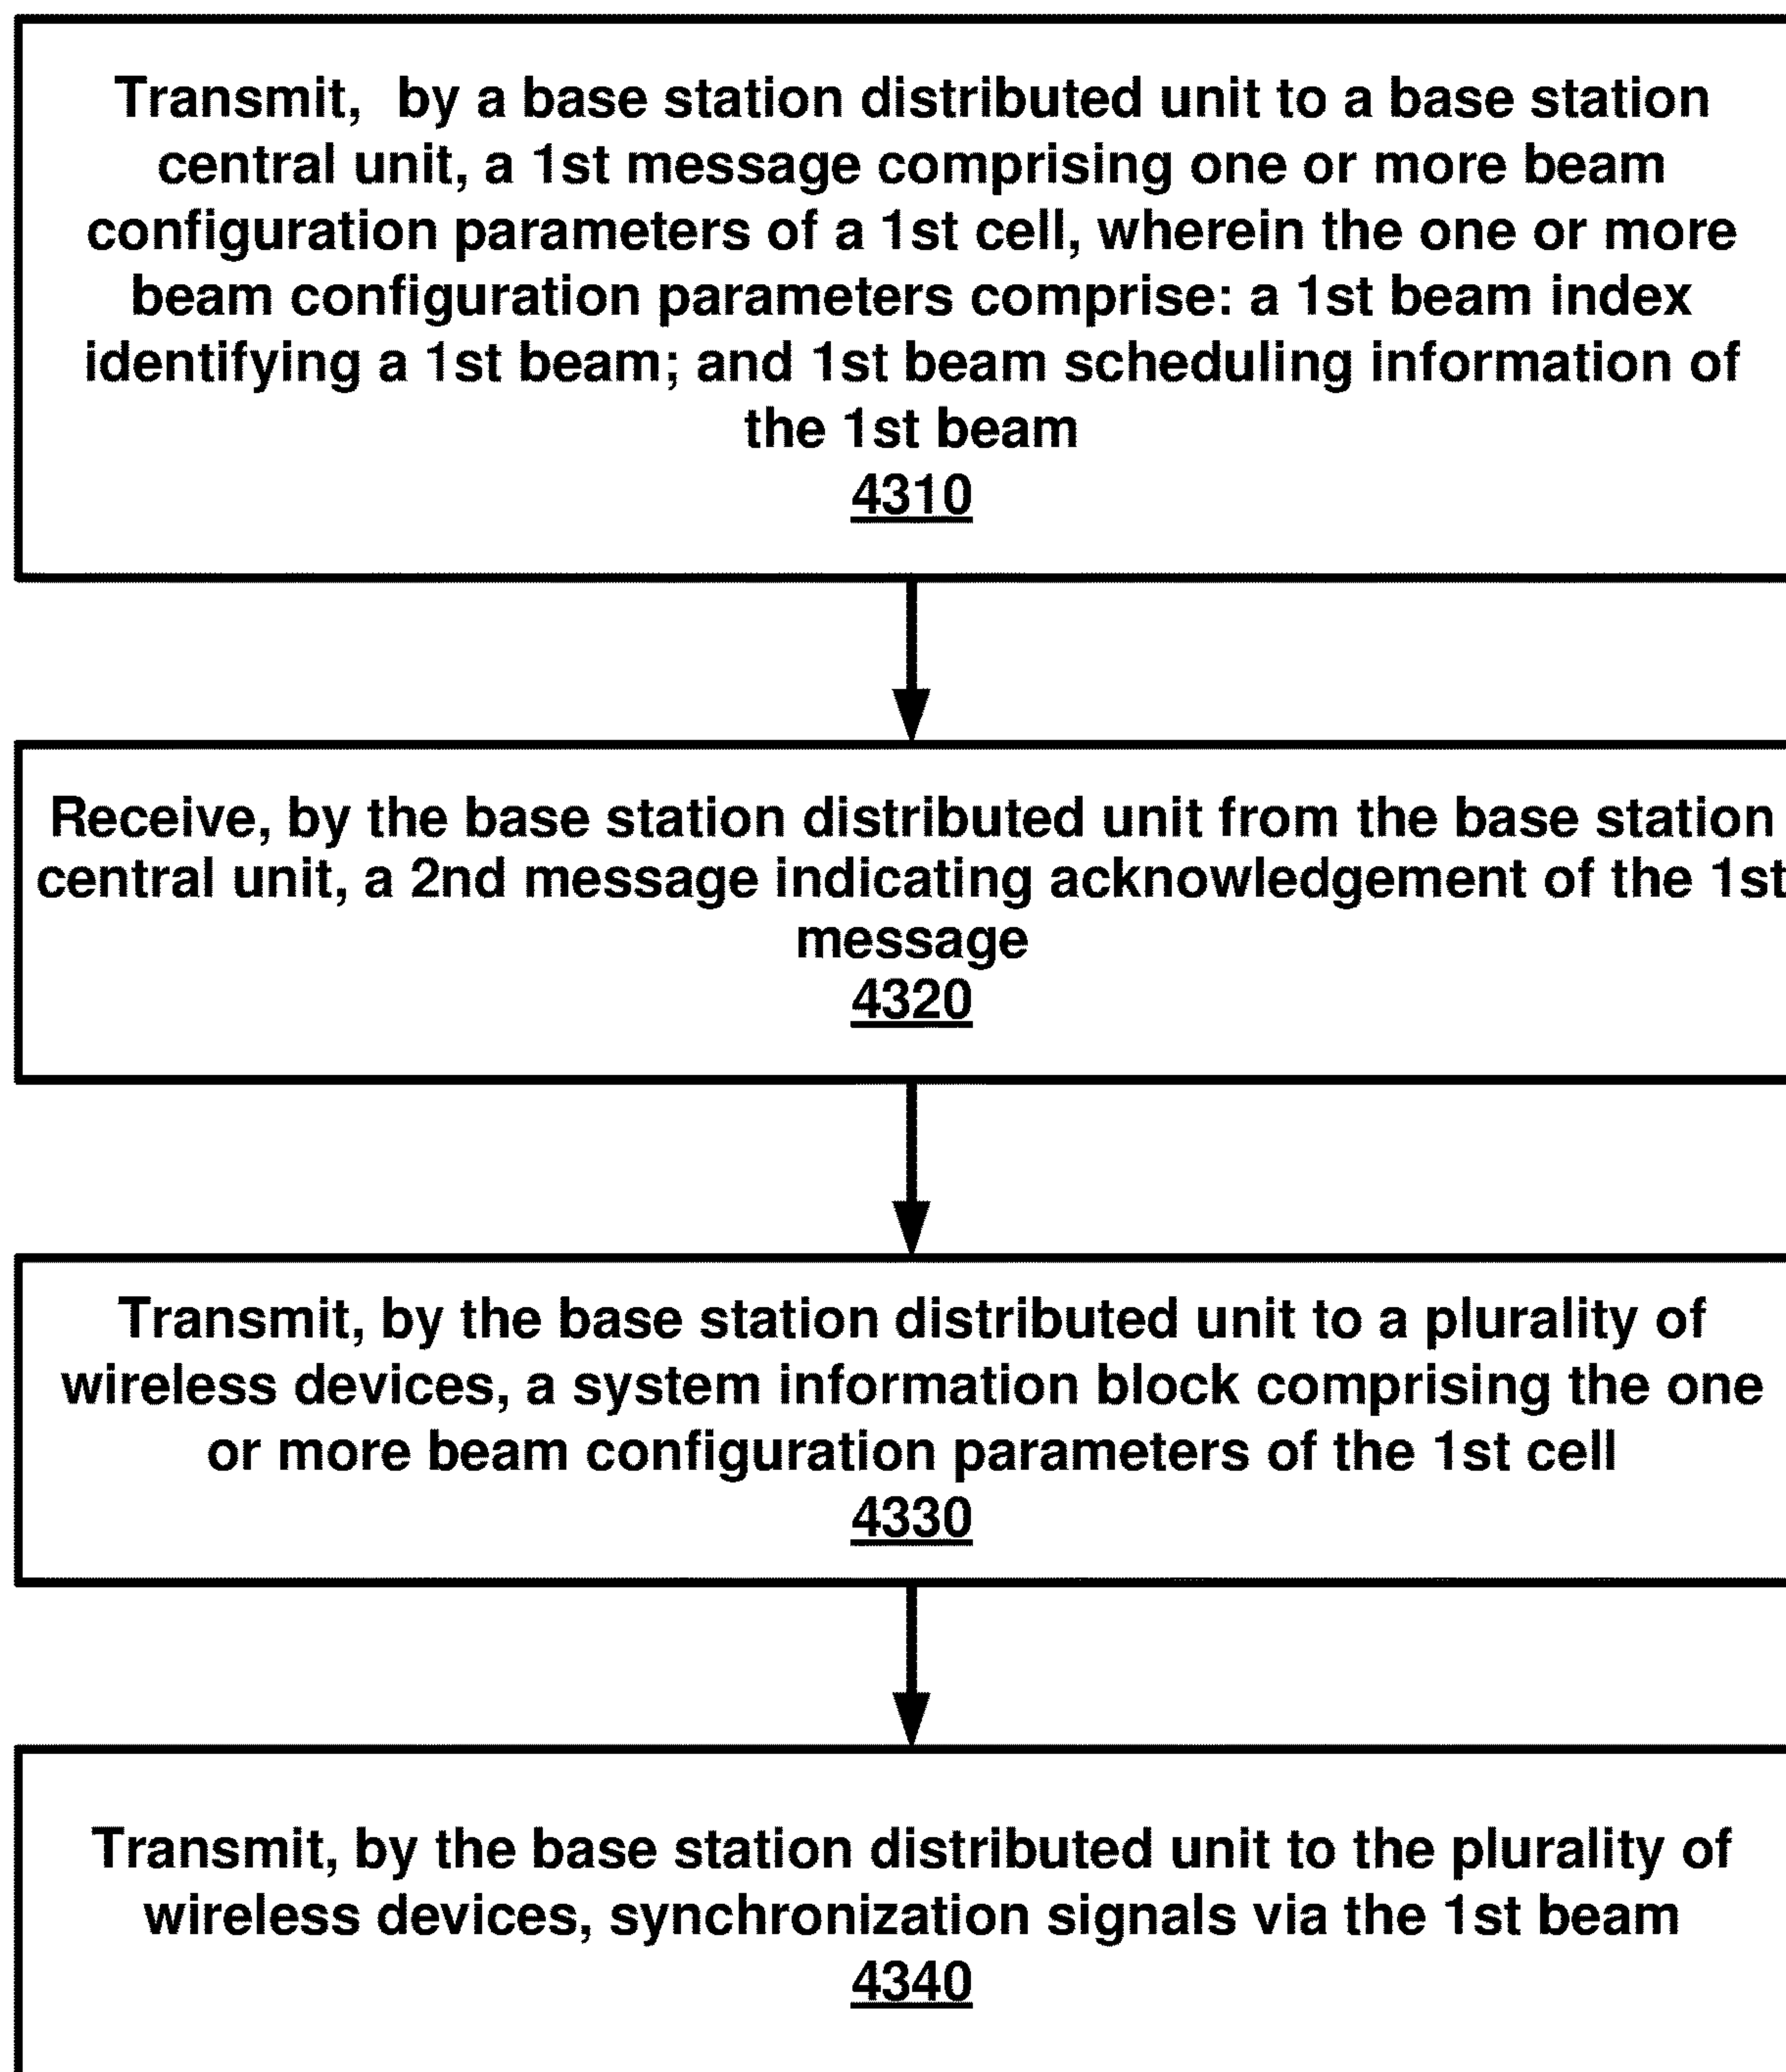 Transmit, by a base station distributed unit to a base station
central unit, a 1st message comprising one or more beam
configuration parameters of a 1st cell, wherein the one or more
beam configuration parameters comprise: a 1st beam index
identifying a 1st beam; and 1st beam scheduling information of
the 1st beam
4310
Receive, by the base station distributed unit from the base station
central unit, a 2nd message indicating acknowledgement of the 1st
message
4320
Transmit, by the base station distributed unit to a plurality of
wireless devices, a system information block comprising the one
or more beam configuration parameters of the 1st cell
4330
Transmit, by the base station distributed unit to the plurality of
wireless devices, synchronization signals via the 1st beam
4340